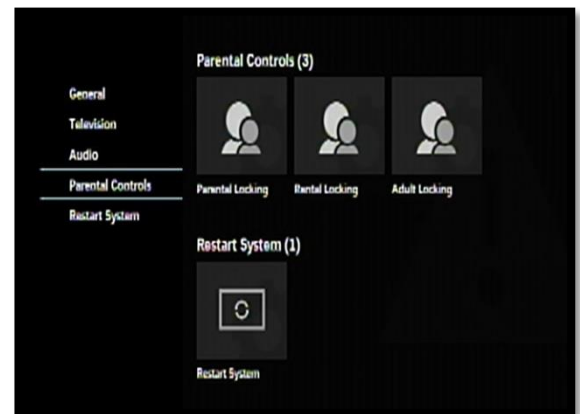 General
Television
Audio
Parental Controls
Restart System
Parental Controls (3)
Parental Locking
Rental Locking
Adult Locking
Restart System (1)
Restart System